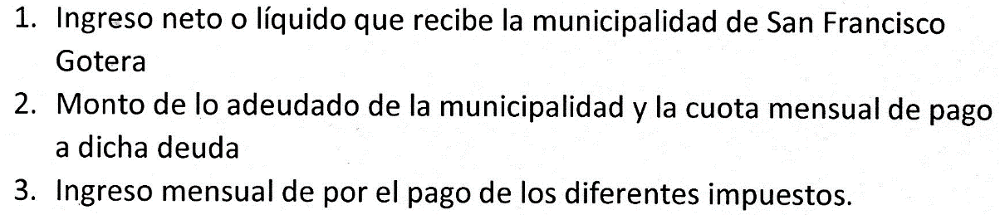 1. Ingreso neto o líquido que recibe la municipalidad de San Francisco
Gotera
2. Monto de lo adeudado de la municipalidad y la cuota mensual de pago
a dicha deuda
3. Ingreso mensual de por el pago de los diferentes impuestos.